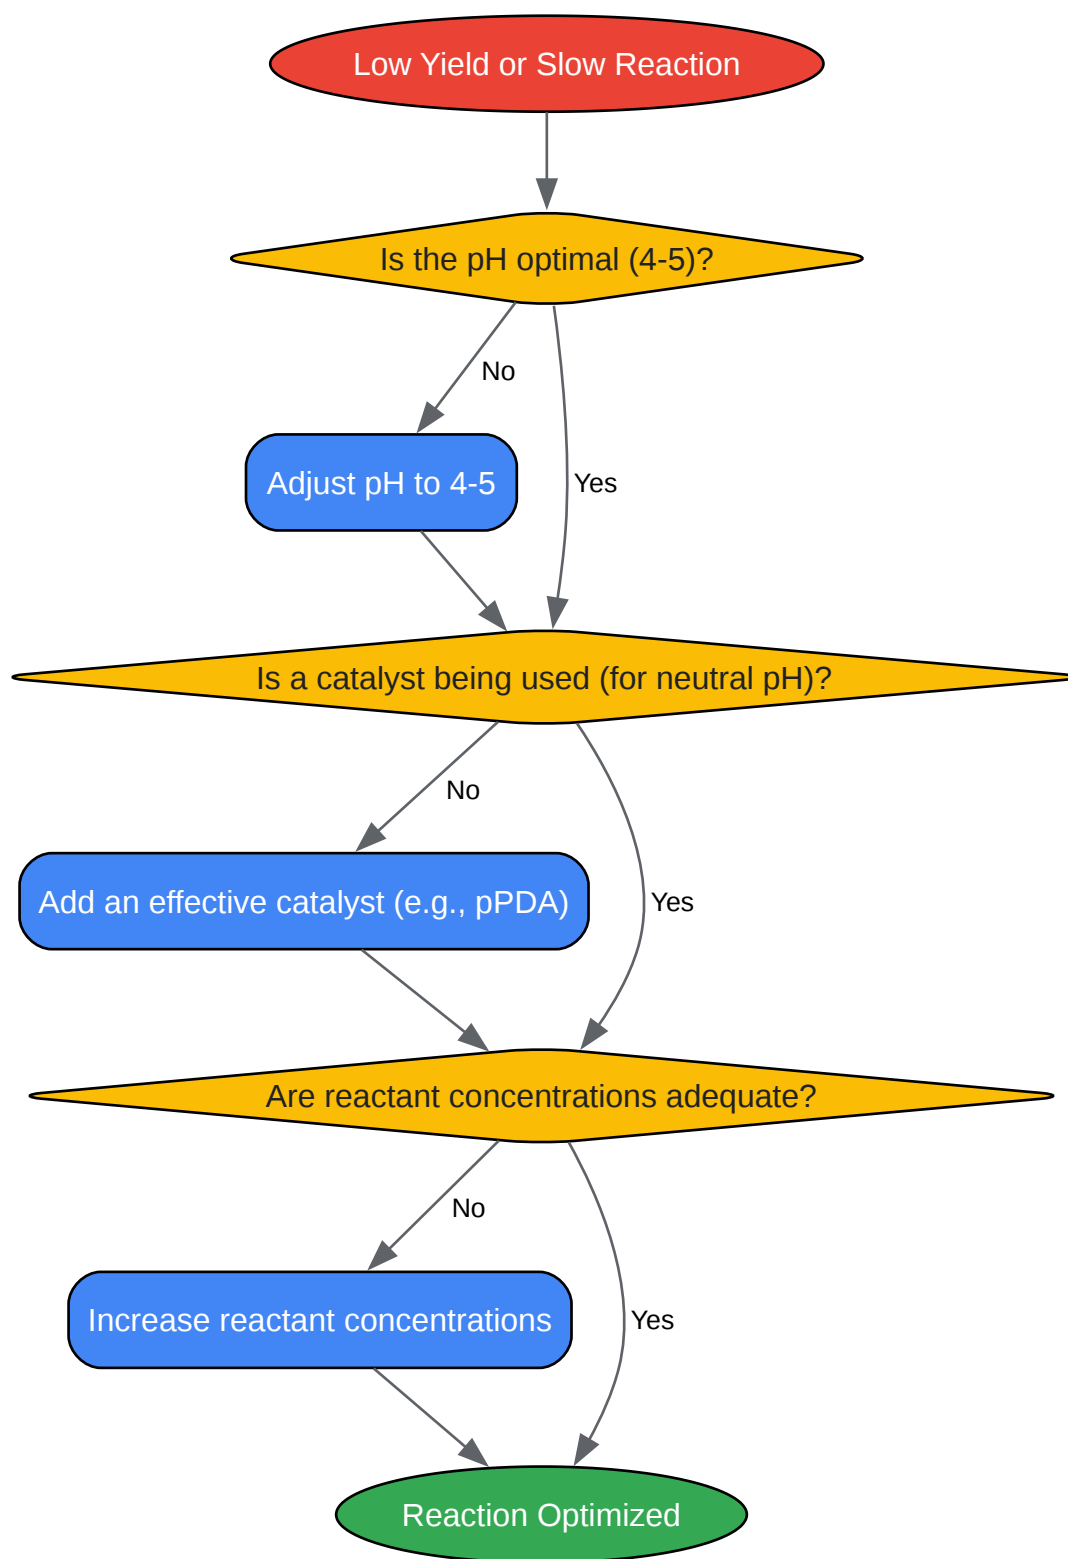 Low Yield or Slow Reaction
Is the pH optimal (4-5)?
No
Adjust pH to 4-5
Yes
Is a catalyst being used (for neutral pH)?
No
Add an effective catalyst (e.g., pPDA)
Yes
Are reactant concentrations adequate?
No
Increase reactant concentrations
Yes
Reaction Optimized